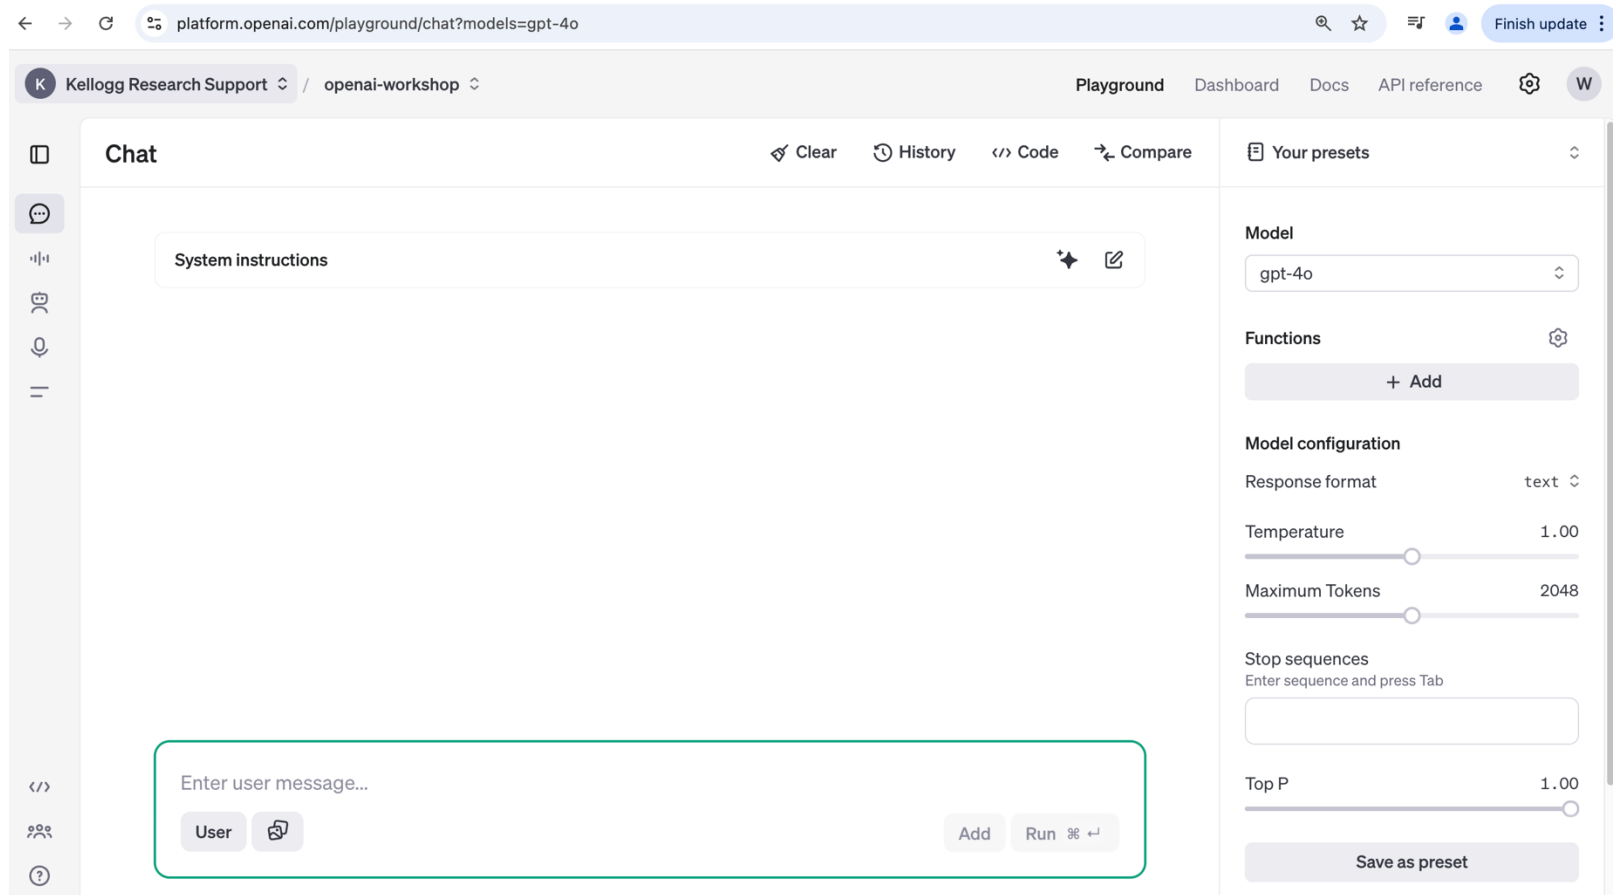 platform.openai.com/playground/chat?models=gpt-4o
Finish update
K Kellogg Research Support / openai-workshop
Playground Dashboard Docs API reference W
Chat
Clear History Code Compare
Your presets
System instructions
Model
gpt-4o
Functions
+ Add
Model configuration
Response format text
Temperature 1.00
Maximum Tokens 2048
Stop sequences
Enter sequence and press Tab
Enter user message...
User
Add Run ⌘ ↵
Top P 1.00
Save as preset